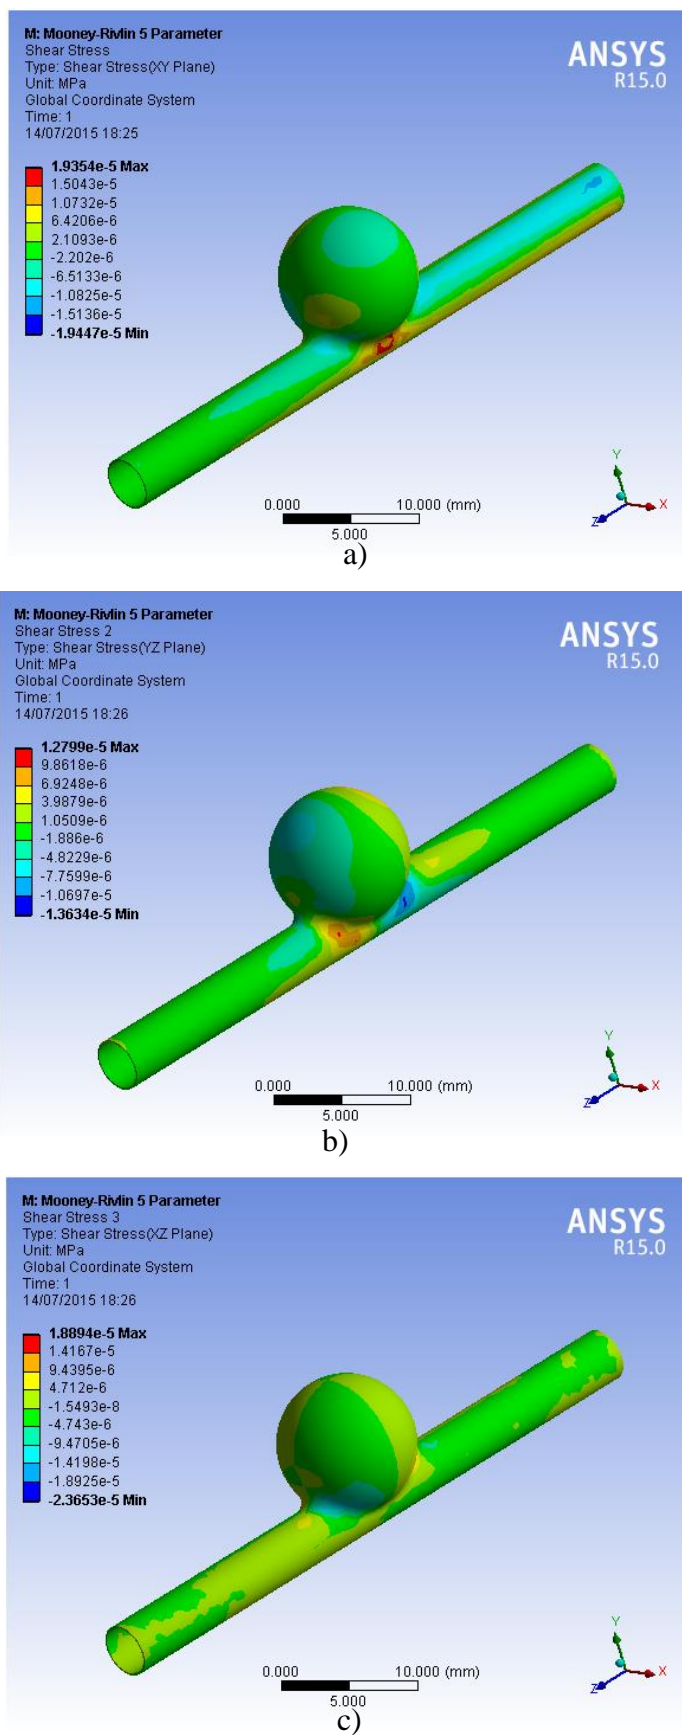 M: Mooney-Rivlin 5 Parameter
Shear Stress
Type: Shear Stress(XY Plane)
Unit: MPa
Global Coordinate System
Time: 1
14/07/2015 18:25
ANSYS
R15.0
1.9354e-5 Max
1.5043e-5
1.0732e-5
6.4206e-6
2.1093e-6
-2.202e-6
-6.5133e-6
-1.0825e-5
-1.5136e-5
-1.9447e-5 Min
0.000 10.000 (mm)
5.000
Y
X
Z
a)
M: Mooney-Rivlin 5 Parameter
Shear Stress 2
Type: Shear Stress(YZ Plane)
Unit: MPa
Global Coordinate System
Time: 1
14/07/2015 18:26
ANSYS
R15.0
1.2799e-5 Max
9.8618e-6
6.9248e-6
3.9879e-6
1.0509e-6
-1.886e-6
-4.8229e-6
-7.7599e-6
-1.0697e-5
-1.3634e-5 Min
0.000 10.000 (mm)
5.000
Y
X
Z
b)
M: Mooney-Rivlin 5 Parameter
Shear Stress 3
Type: Shear Stress(XZ Plane)
Unit: MPa
Global Coordinate System
Time: 1
14/07/2015 18:26
ANSYS
R15.0
1.8894e-5 Max
1.4167e-5
9.4395e-6
4.712e-6
-1.5493e-8
-4.743e-6
-9.4705e-6
-1.4198e-5
-1.8925e-5
-2.3653e-5 Min
0.000 10.000 (mm)
5.000
Y
X
Z
c)